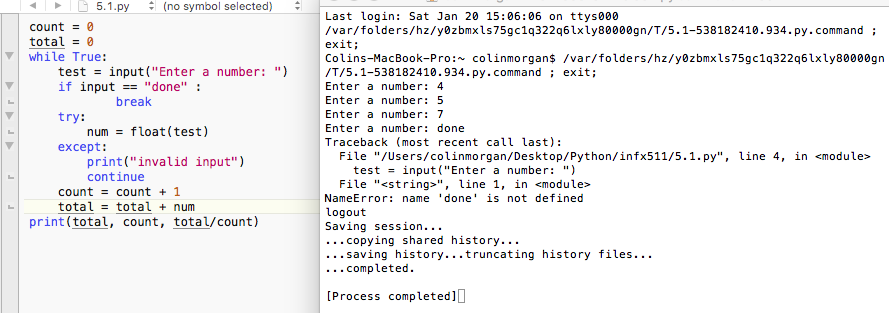 5.1.py (no symbol selected)
count = 0
total = 0
while True:
    test = input("Enter a number: ")
    if input == "done" :
            break
    try:
        num = float(test)
    except:
        print("invalid input")
        continue
    count = count + 1
    total = total + num
print(total, count, total/count)
Last login: Sat Jan 20 15:06:06 on ttys000
/var/folders/hz/y0zbmxls75gc1q322q6lxly80000gn/T/5.1-538182410.934.py.command ;
exit;
Colins-MacBook-Pro:~ colinmorgan$ /var/folders/hz/y0zbmxls75gc1q322q6lxly80000gn
/T/5.1-538182410.934.py.command ; exit;
Enter a number: 4
Enter a number: 5
Enter a number: 7
Enter a number: done
Traceback (most recent call last):
  File "/Users/colinmorgan/Desktop/Python/infx511/5.1.py", line 4, in <module>
    test = input("Enter a number: ")
  File "<string>", line 1, in <module>
NameError: name 'done' is not defined
logout
Saving session...
...copying shared history...
...saving history...truncating history files...
...completed.
[Process completed]